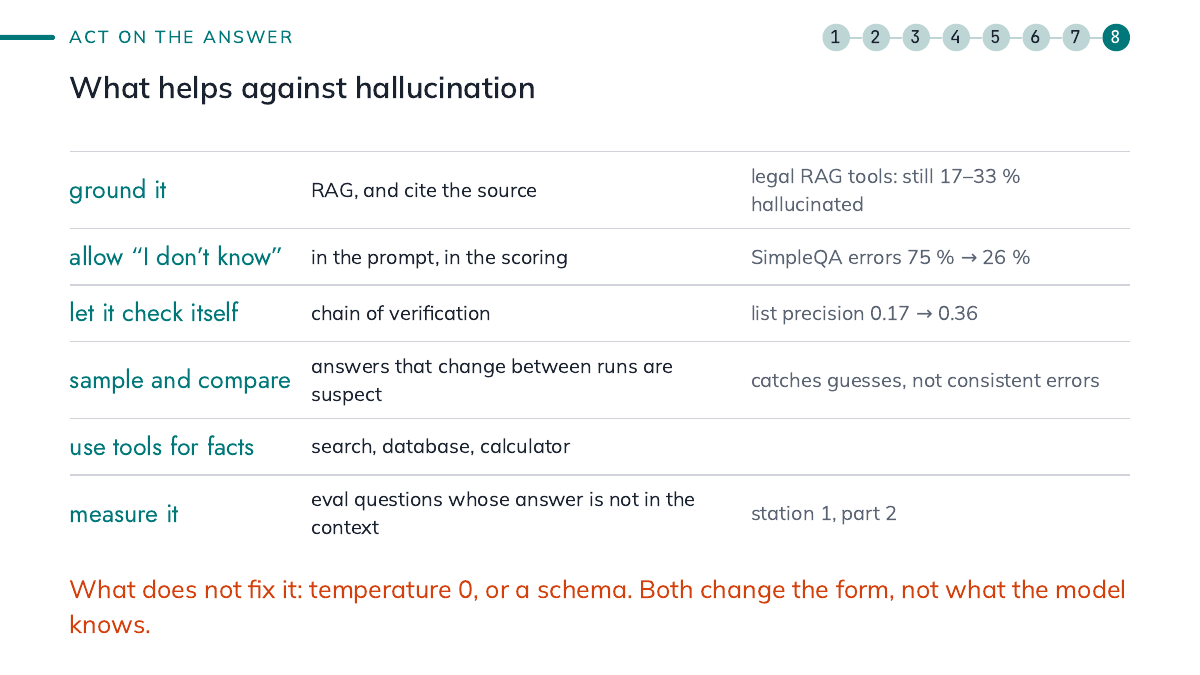 ACT ON THE ANSWER
1 2 3 4 5 6 7 8
What helps against hallucination
ground it
RAG, and cite the source
legal RAG tools: still 17–33 %
hallucinated
allow “I don’t know”
in the prompt, in the scoring
SimpleQA errors 75 % → 26 %
let it check itself
chain of verification
list precision 0.17 → 0.36
sample and compare
answers that change between runs are
suspect
catches guesses, not consistent errors
use tools for facts
search, database, calculator
measure it
eval questions whose answer is not in the
context
station 1, part 2
What does not fix it: temperature 0, or a schema. Both change the form, not what the model
knows.